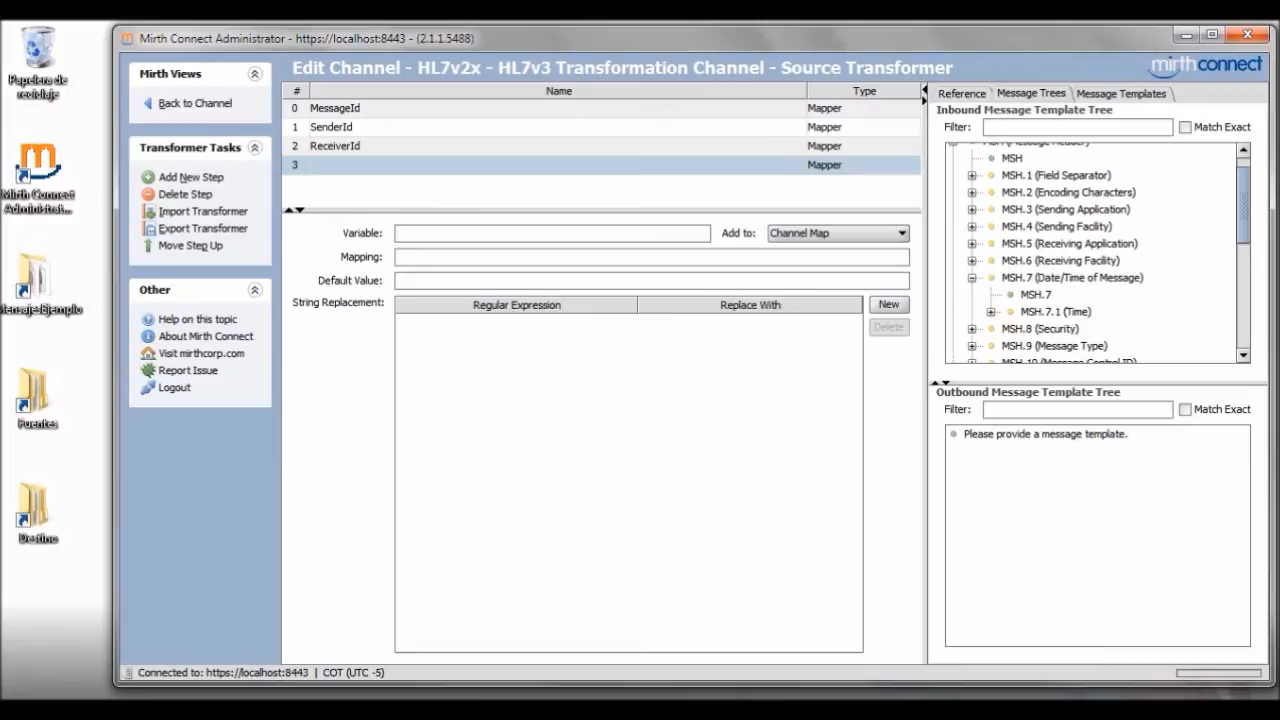 Papelera de
reciclaje
Mirth Connect
Administrat...
Fuentes
Destino
Mirth Connect Administrator - https://localhost:8443 - (2.1.1.5488)
Mirth Views
Back to Channel
Transformer Tasks
Add New Step
Delete Step
Import Transformer
Export Transformer
Move Step Up
Other
Help on this topic
About Mirth Connect
Visit mirthcorp.com
Report Issue
Logout
Edit Channel - HL7v2x - HL7v3 Transformation Channel - Source Transformer
mirthconnect
# Name Type
0 MessageId Mapper
1 SenderId Mapper
2 ReceiverId Mapper
3 Mapper
Variable: Add to: Channel Map
Mapping:
Default Value:
String Replacement: Regular Expression Replace With New
Delete
Reference Message Trees Message Templates
Inbound Message Template Tree
Filter: Match Exact
MSH
MSH.1 (Field Separator)
MSH.2 (Encoding Characters)
MSH.3 (Sending Application)
MSH.4 (Sending Facility)
MSH.5 (Receiving Application)
MSH.6 (Receiving Facility)
MSH.7 (Date/Time of Message)
MSH.7
MSH.7.1 (Time)
MSH.8 (Security)
MSH.9 (Message Type)
MSH.10 (Message Control ID)
Outbound Message Template Tree
Filter: Match Exact
Please provide a message template.
Connected to: https://localhost:8443 | COT (UTC -5)